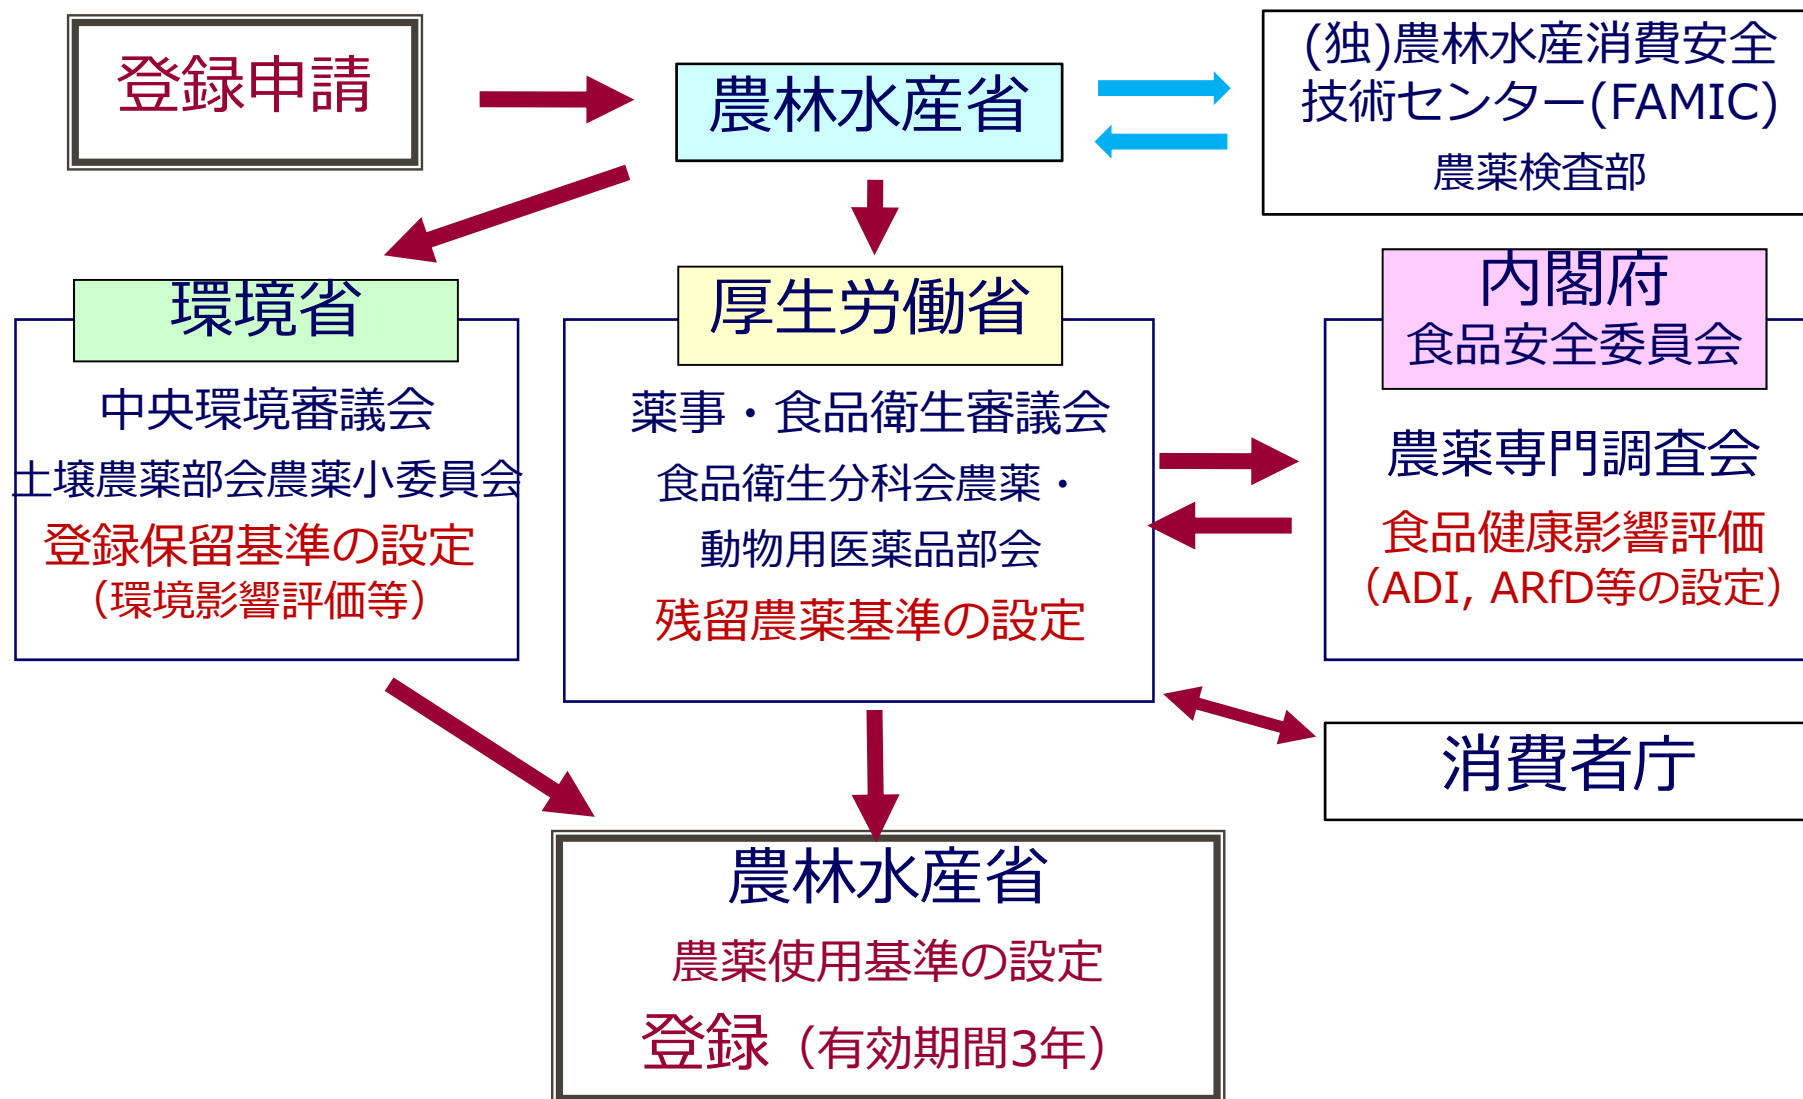 登録申請
農林水産省
(独)農林水産消費安全
技術センター(FAMIC)
農薬検査部
環境省
中央環境審議会
土壌農薬部会農薬小委員会
登録保留基準の設定
（環境影響評価等）
厚生労働省
薬事・食品衛生審議会
食品衛生分科会農薬・
動物用医薬品部会
残留農薬基準の設定
内閣府
食品安全委員会
農薬専門調査会
食品健康影響評価
（ADI, ARfD等の設定）
消費者庁
農林水産省
農薬使用基準の設定
登録（有効期間3年）